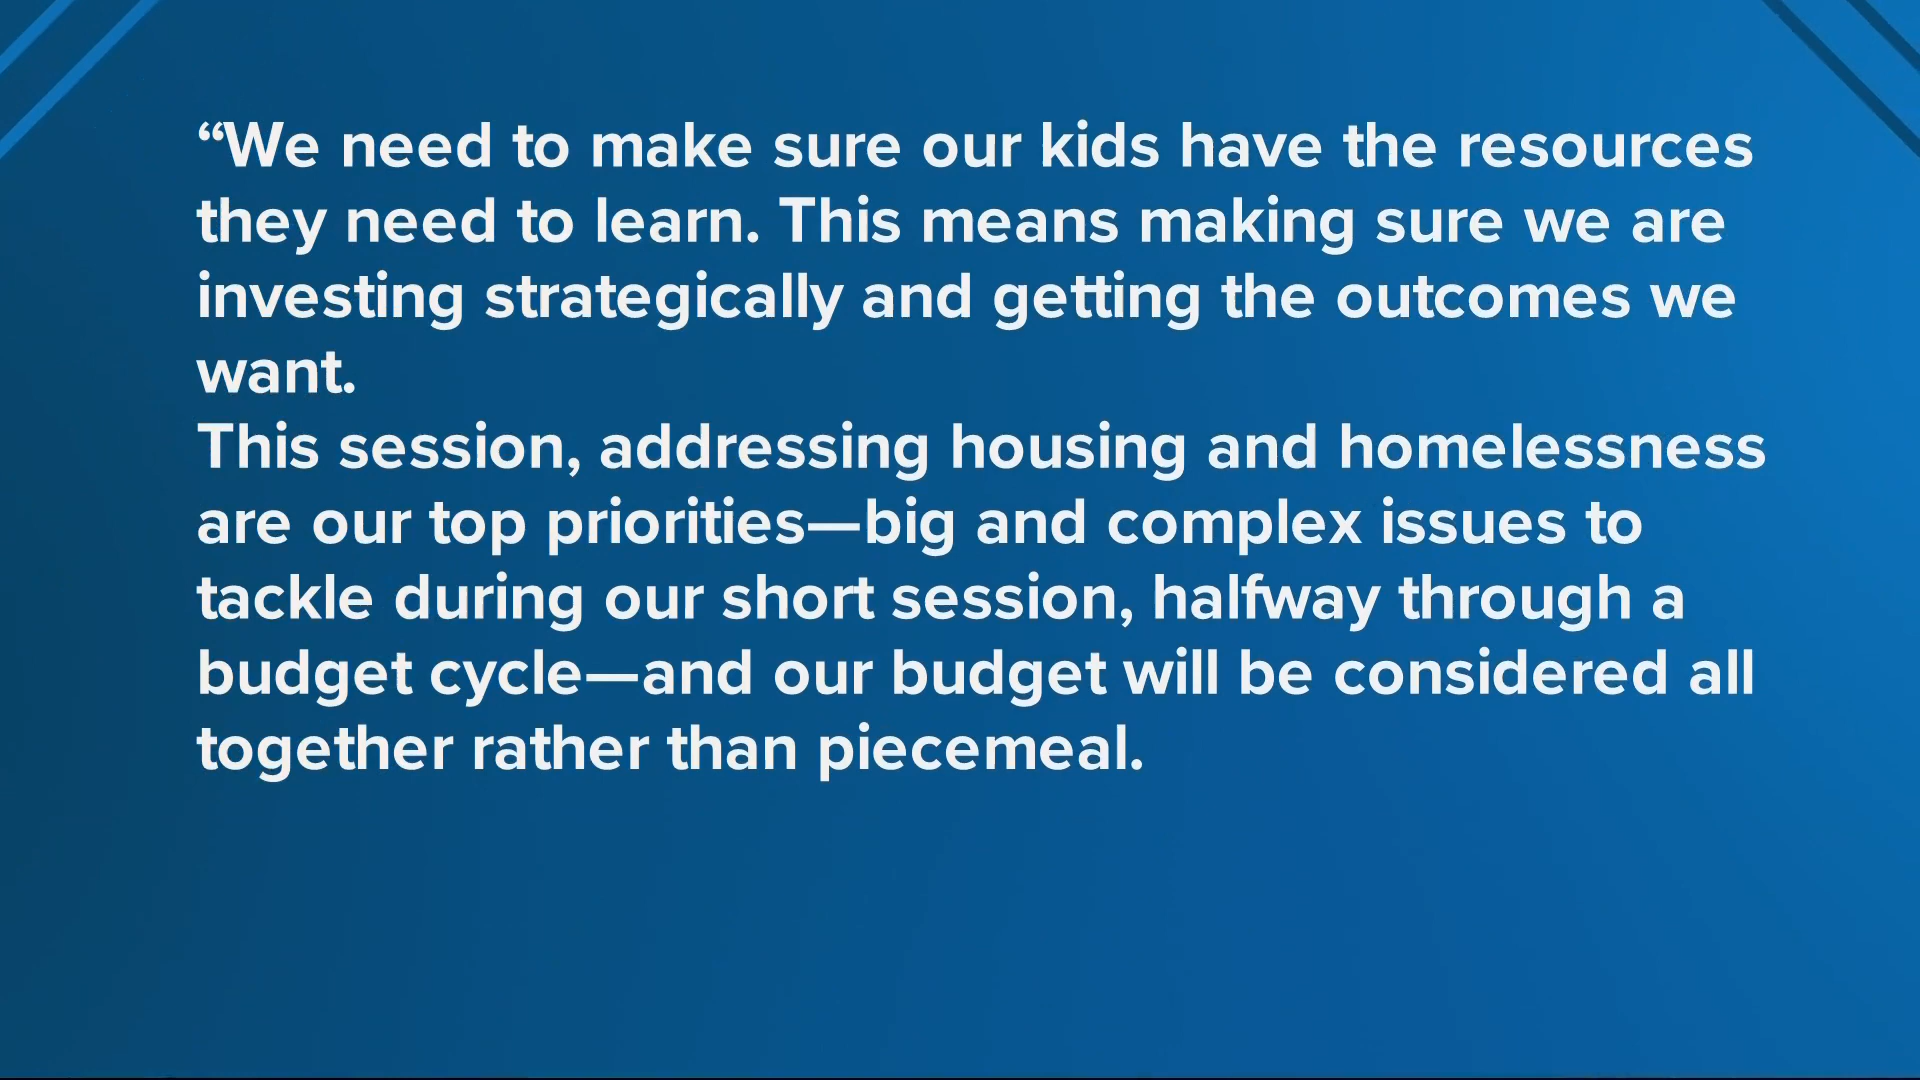 “We need to make sure our kids have the resources
they need to learn. This means making sure we are
investing strategically and getting the outcomes we
want.
This session, addressing housing and homelessness
are our top priorities—big and complex issues to
tackle during our short session, halfway through a
budget cycle—and our budget will be considered all
together rather than piecemeal.